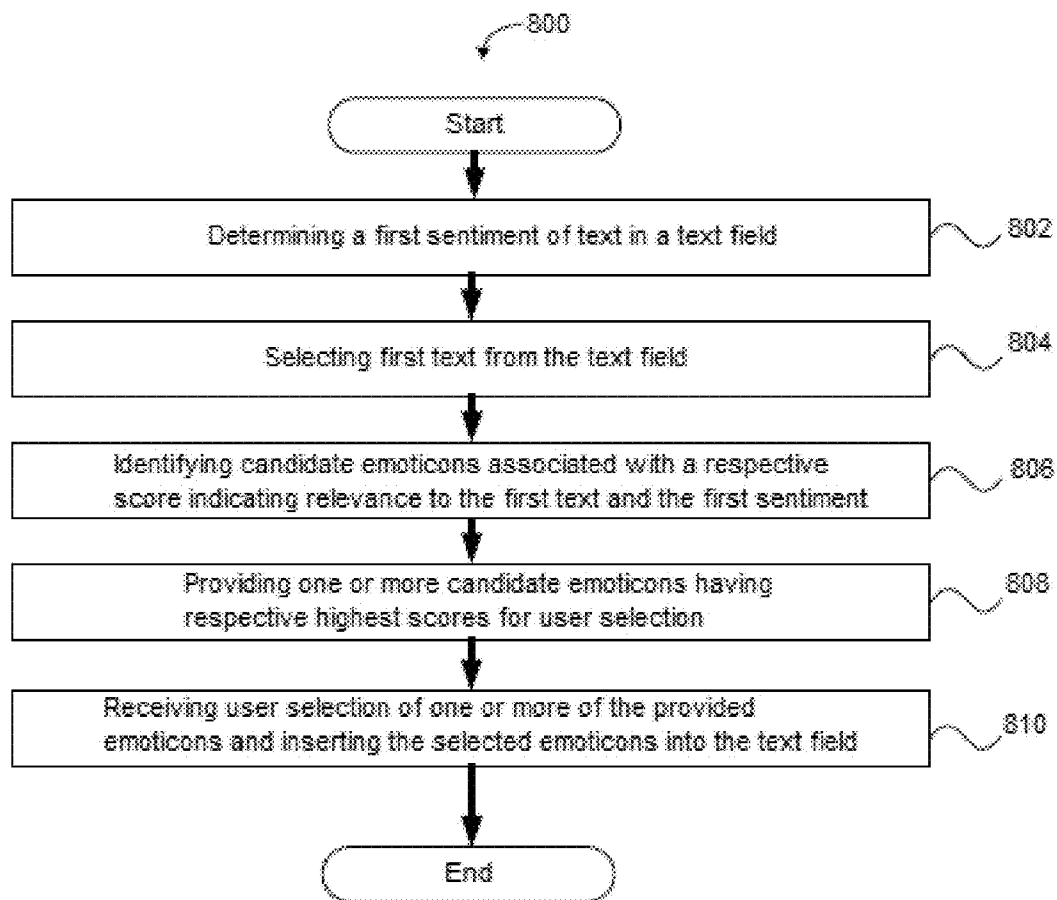 800
Start
Determining a first sentiment of text in a text field
802
Selecting first text from the text field
804
Identifying candidate emoticons associated with a respective
score indicating relevance to the first text and the first sentiment
806
Providing one or more candidate emoticons having
respective highest scores for user selection
808
Receiving user selection of one or more of the provided
emoticons and inserting the selected emoticons into the text field
810
End